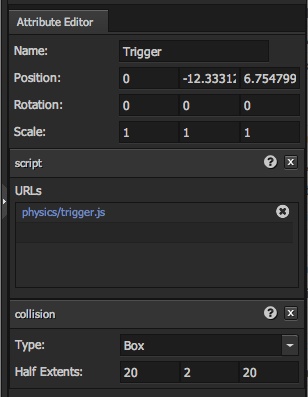 Attribute Editor
Name: Trigger
Position: 0 -12.33312 6.754799
Rotation: 0 0 0
Scale: 1 1 1
script ? x
URLs
physics/trigger.js
collision ? x
Type: Box
Half Extents: 20 2 20